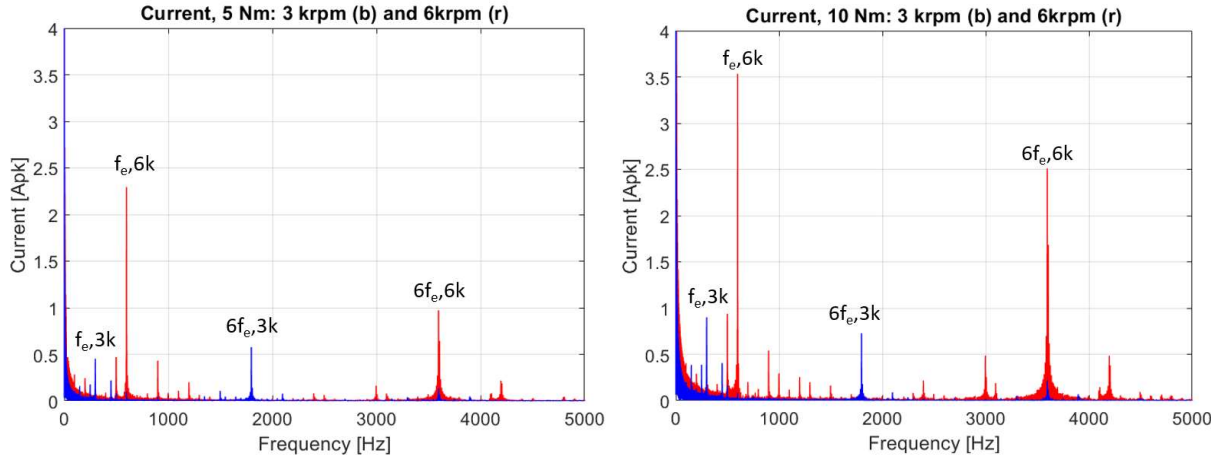 Current, 5 Nm: 3 krpm (b) and 6krpm (r)
4
3.5
3
2.5
2
1.5
1
0.5
0
Current [Apk]
fe,6k
fe,3k
6fe,3k
6fe,6k
0 1000 2000 3000 4000 5000
Frequency [Hz]
Current, 10 Nm: 3 krpm (b) and 6krpm (r)
4
3.5
3
2.5
2
1.5
1
0.5
0
Current [Apk]
fe,6k
6fe,6k
fe,3k
6fe,3k
0 1000 2000 3000 4000 5000
Frequency [Hz]